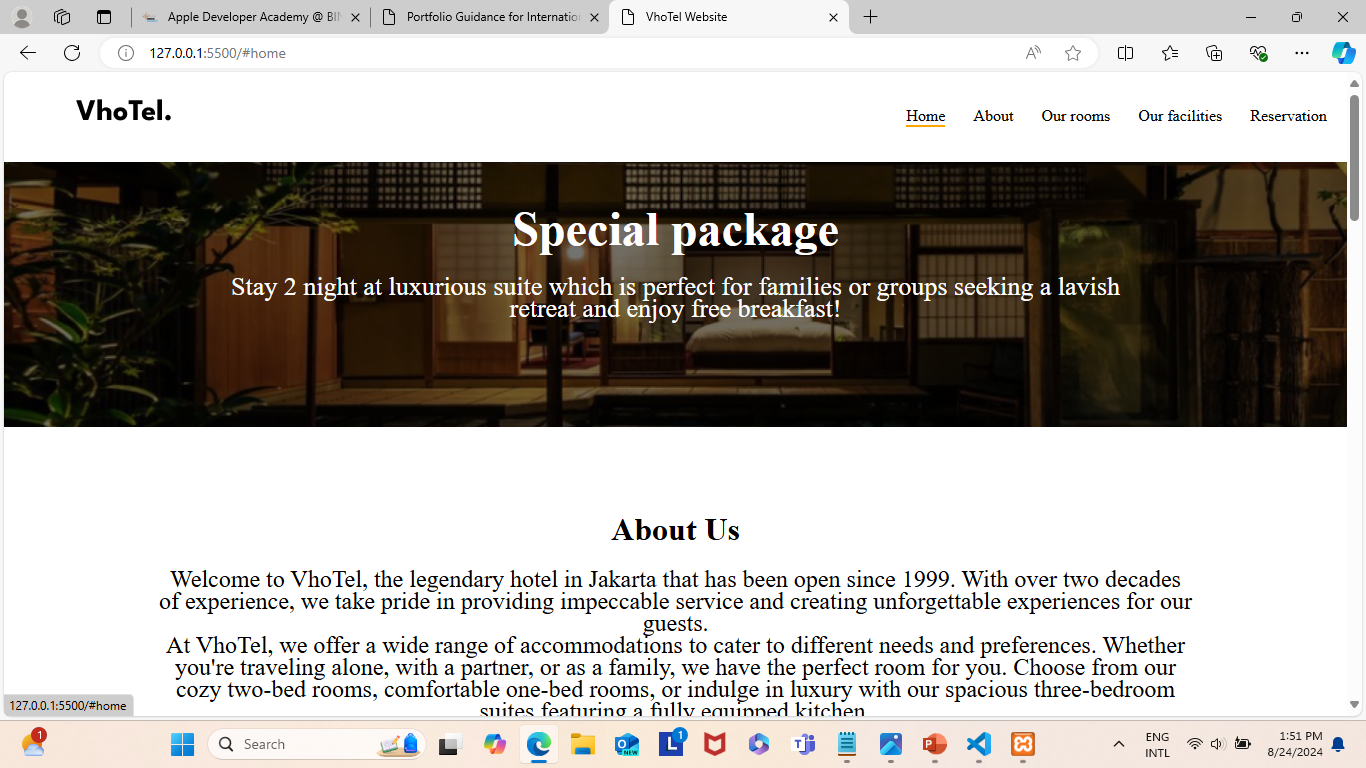 Apple Developer Academy @ BIN
Portfolio Guidance for Internatio
VhoTel Website
127.0.0.1:5500/#home
VhoTel.
Home
About
Our rooms
Our facilities
Reservation
Special package
Stay 2 night at luxurious suite which is perfect for families or groups seeking a lavish
retreat and enjoy free breakfast!
About Us
Welcome to VhoTel, the legendary hotel in Jakarta that has been open since 1999. With over two decades
of experience, we take pride in providing impeccable service and creating unforgettable experiences for our
guests.
At VhoTel, we offer a wide range of accommodations to cater to different needs and preferences. Whether
you're traveling alone, with a partner, or as a family, we have the perfect room for you. Choose from our
cozy two-bed rooms, comfortable one-bed rooms, or indulge in luxury with our spacious three-bedroom
suites featuring a fully equipped kitchen
127.0.0.1:5500/#home
1
Search
NEW
L
1
ENG
INTL
1:51 PM
8/24/2024